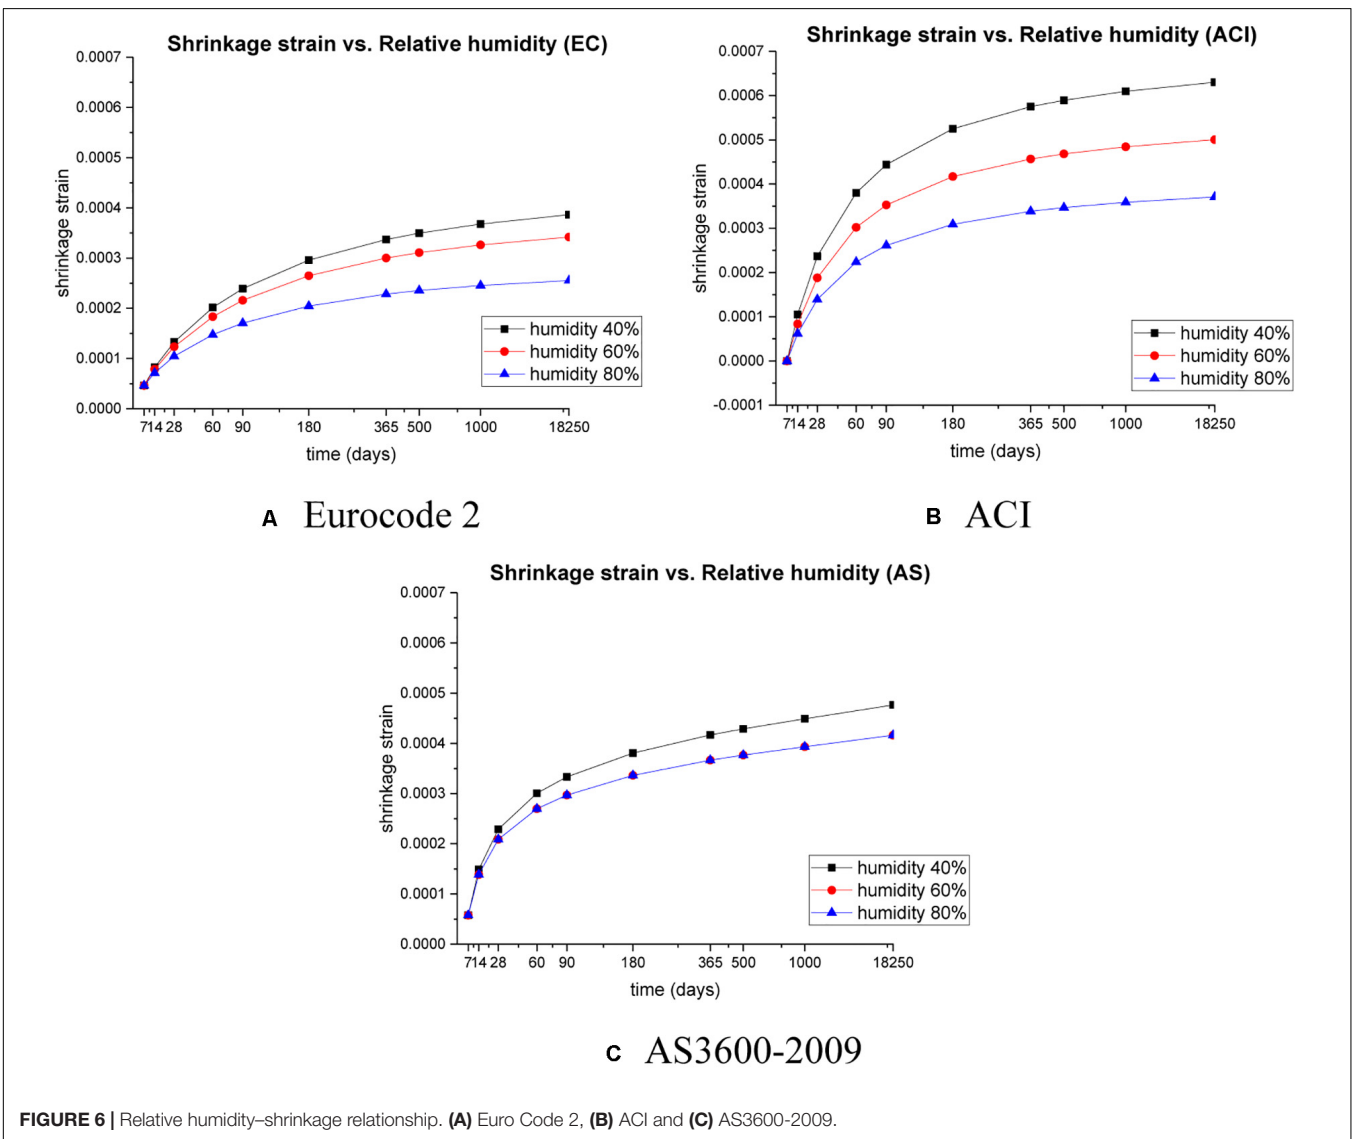 Shrinkage strain vs. Relative humidity (EC)
0.0007
0.0006
0.0005
0.0004
0.0003
0.0002
0.0001
0.0000
shrinkage strain
humidity 40%
humidity 60%
humidity 80%
7 14 28 60 90 180 365 500 1000 18250
time (days)
A Eurocode 2
Shrinkage strain vs. Relative humidity (ACI)
0.0007
0.0006
0.0005
0.0004
0.0003
0.0002
0.0001
0.0000
-0.0001
shrinkage strain
humidity 40%
humidity 60%
humidity 80%
7 14 28 60 90 180 365 500 1000 18250
time (days)
B ACI
Shrinkage strain vs. Relative humidity (AS)
0.0007
0.0006
0.0005
0.0004
0.0003
0.0002
0.0001
0.0000
shrinkage strain
humidity 40%
humidity 60%
humidity 80%
7 14 28 60 90 180 365 500 1000 18250
time (days)
C AS3600-2009
FIGURE 6 | Relative humidity–shrinkage relationship. (A) Euro Code 2, (B) ACI and (C) AS3600-2009.